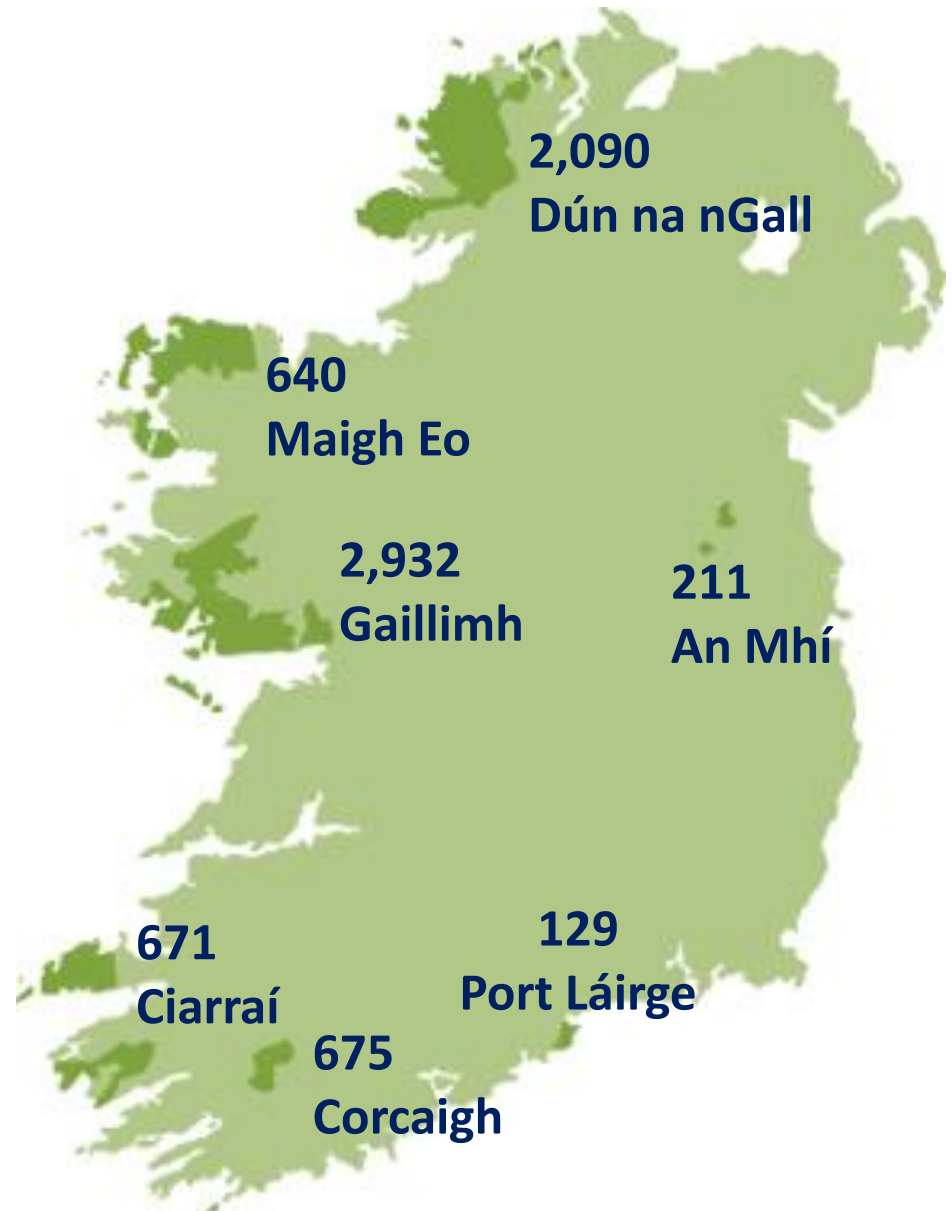 2,090
Dún na nGall
640
Maigh Eo
2,932
Gaillimh
211
An Mhí
671
Ciarraí
129
Port Láirge
675
Corcaigh